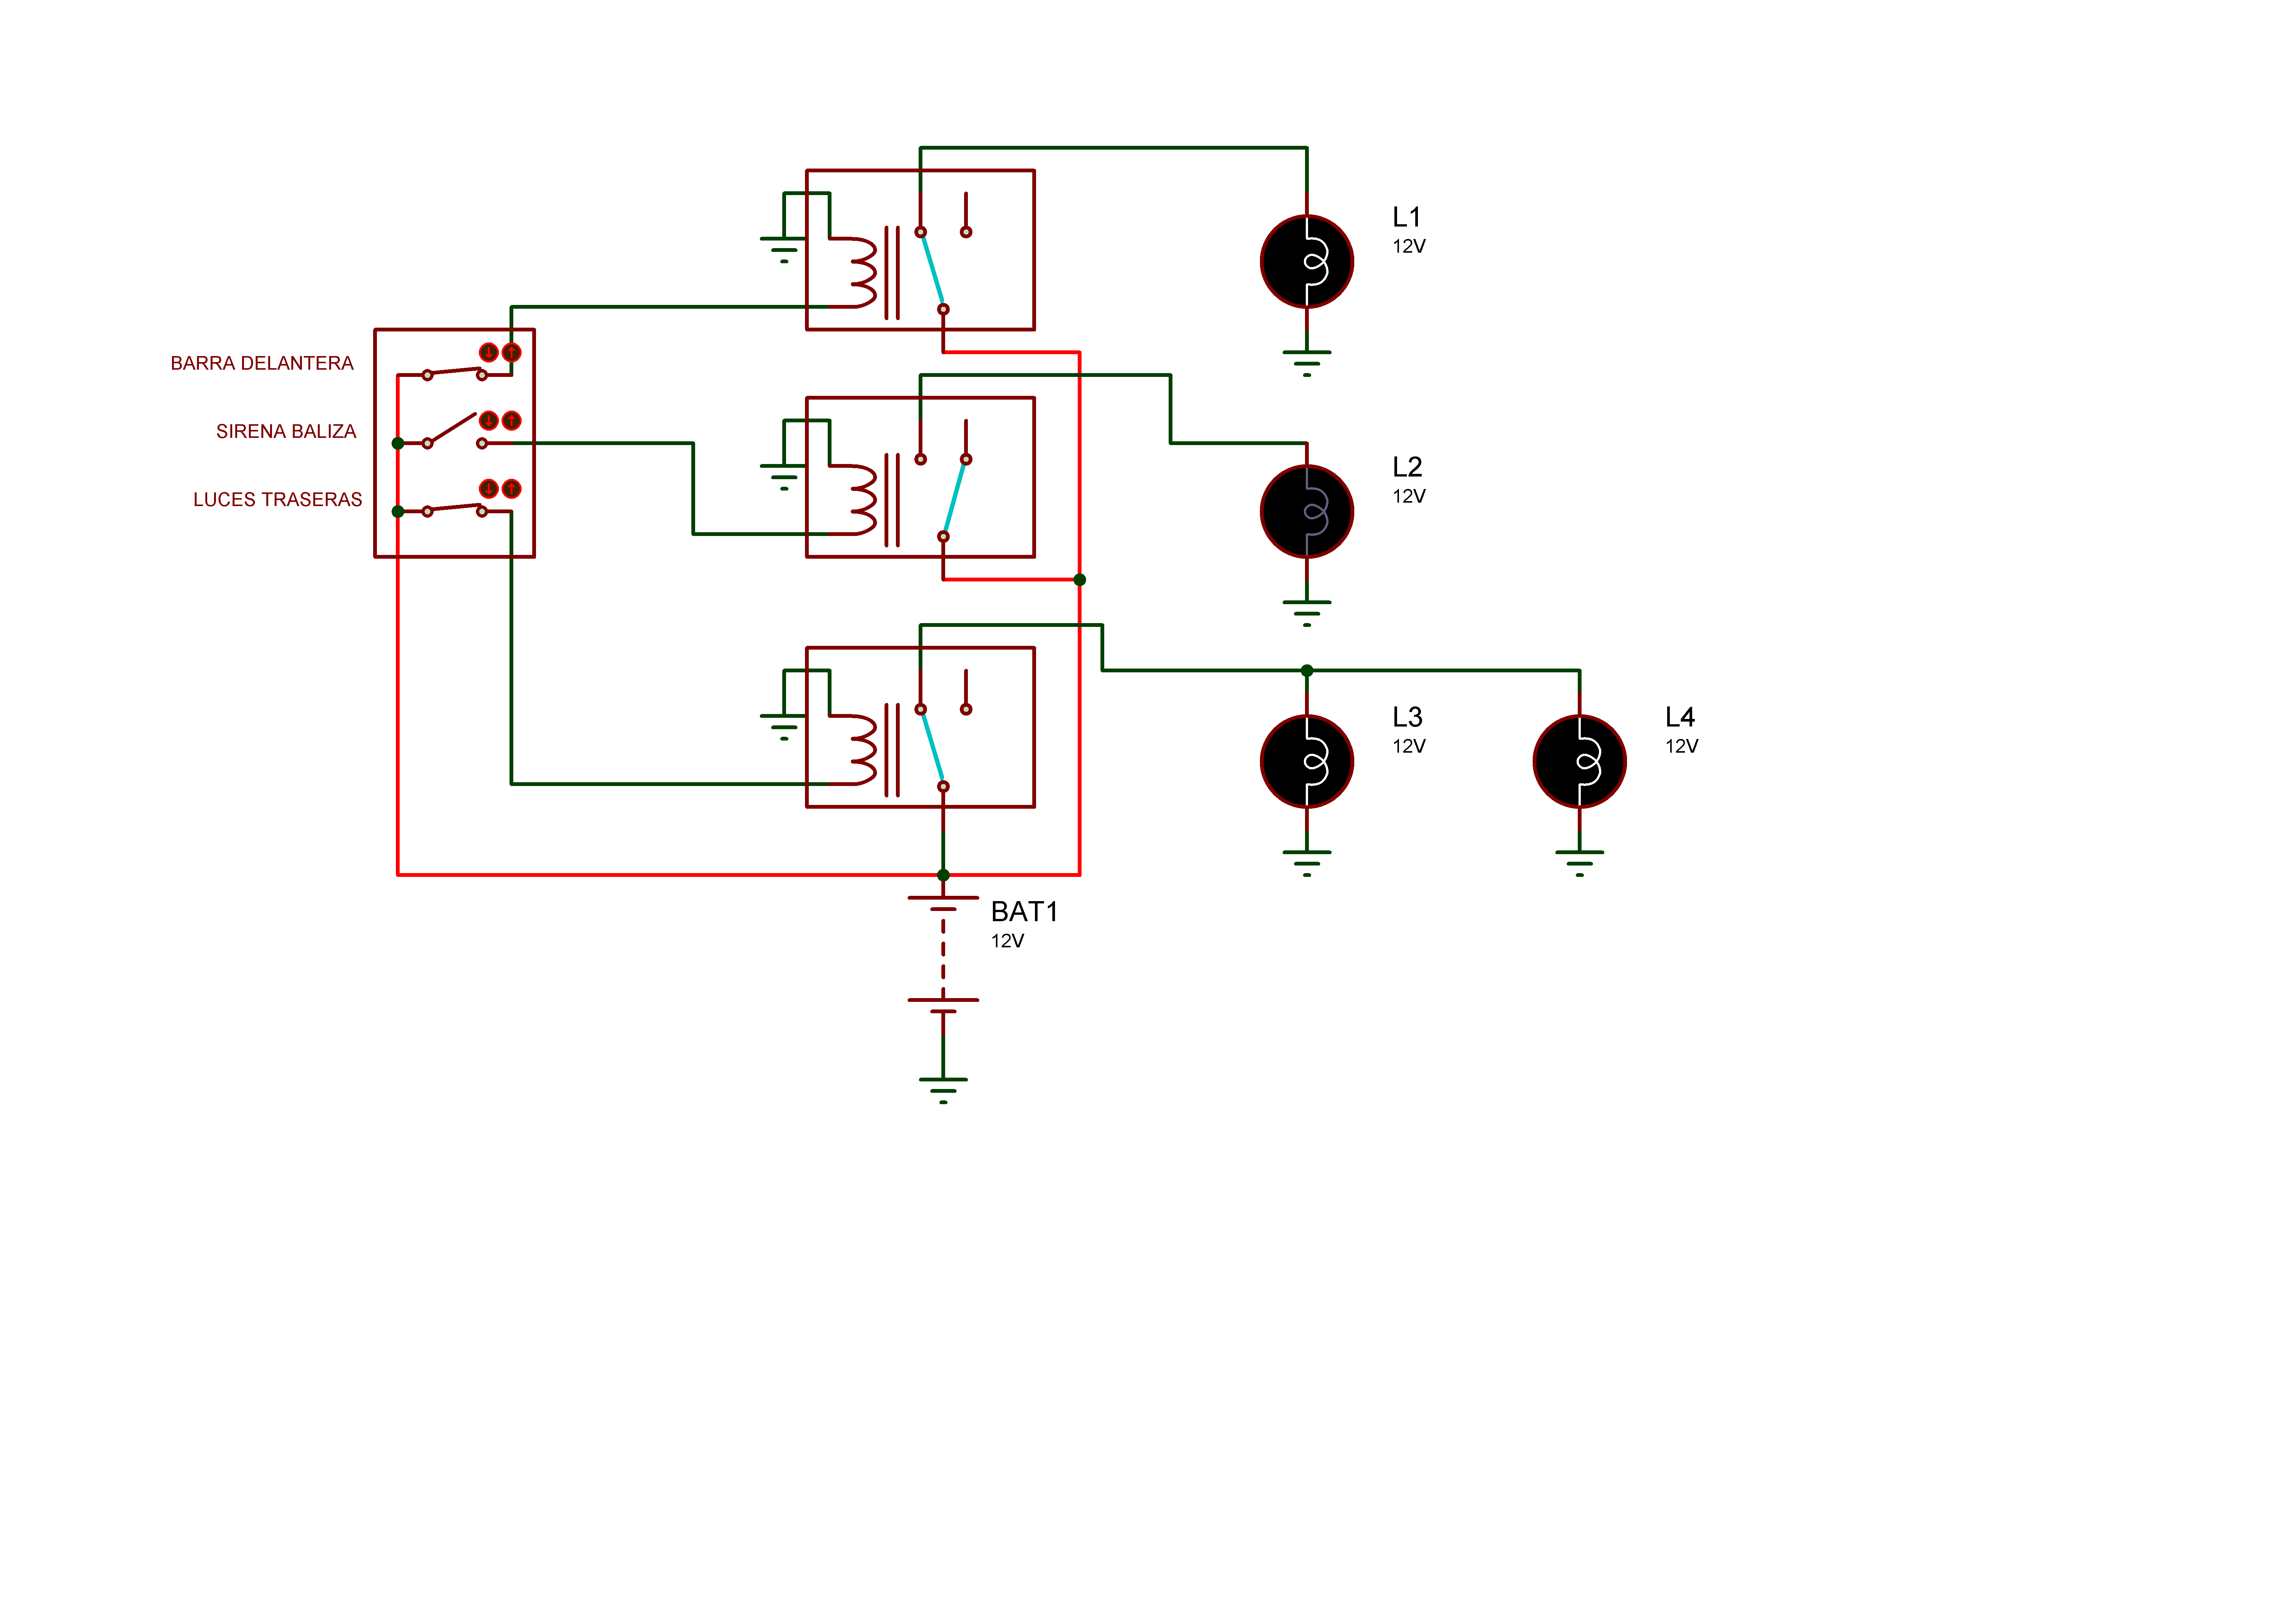 L1
12V
BARRA DELANTERA
SIRENA BALIZA
L2
12V
LUCES TRASERAS
L3
12V
L4
12V
BAT1
12V